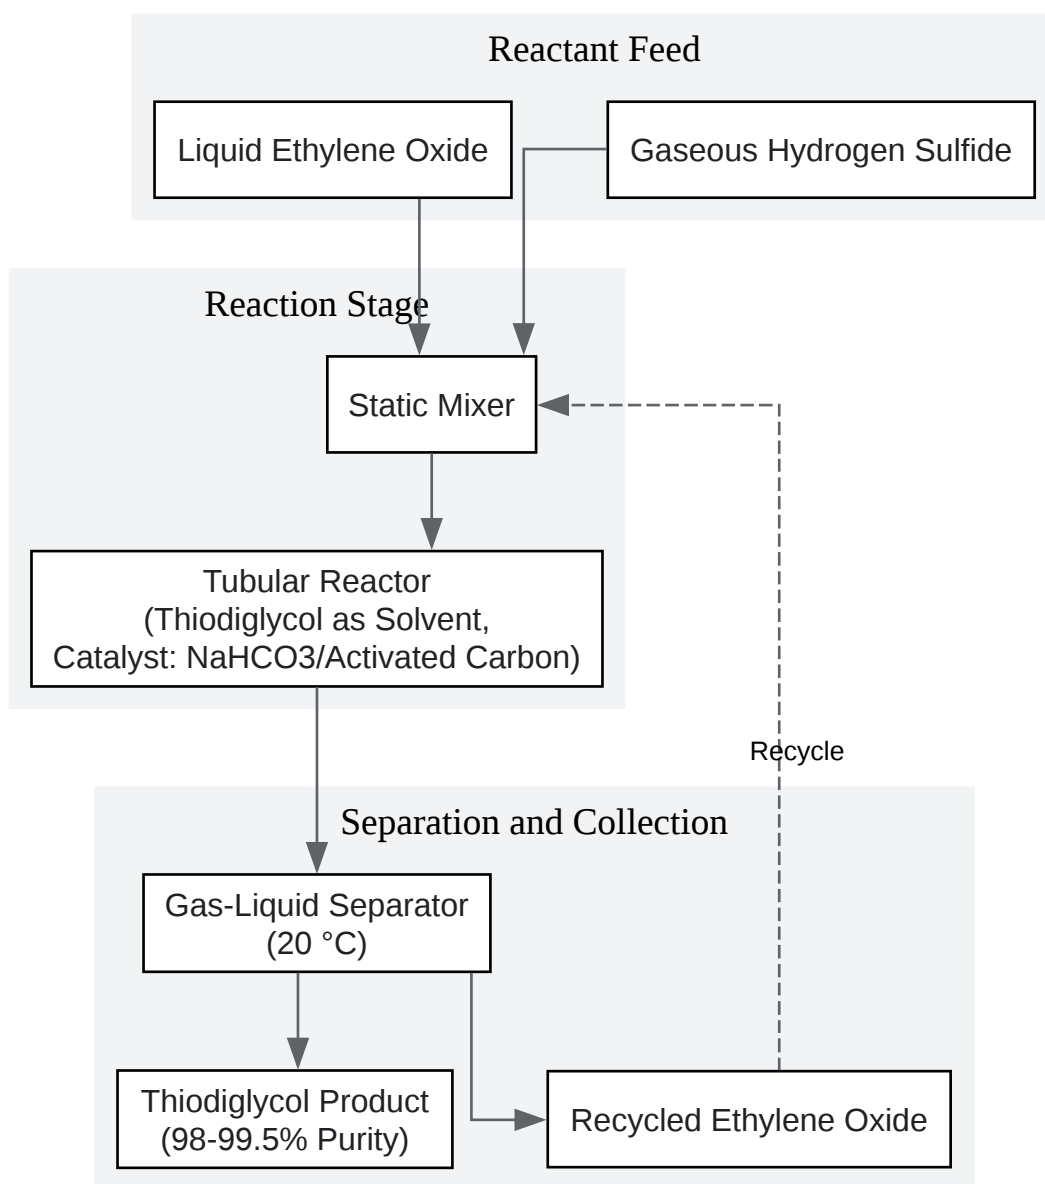 Reactant Feed
Liquid Ethylene Oxide
Gaseous Hydrogen Sulfide
Reaction Stage
Static Mixer
Tubular Reactor
(Thiodiglycol as Solvent,
Catalyst: NaHCO3/Activated Carbon)
Recycle
Separation and Collection
Gas-Liquid Separator
(20 °C)
Thiodiglycol Product
(98-99.5% Purity)
Recycled Ethylene Oxide